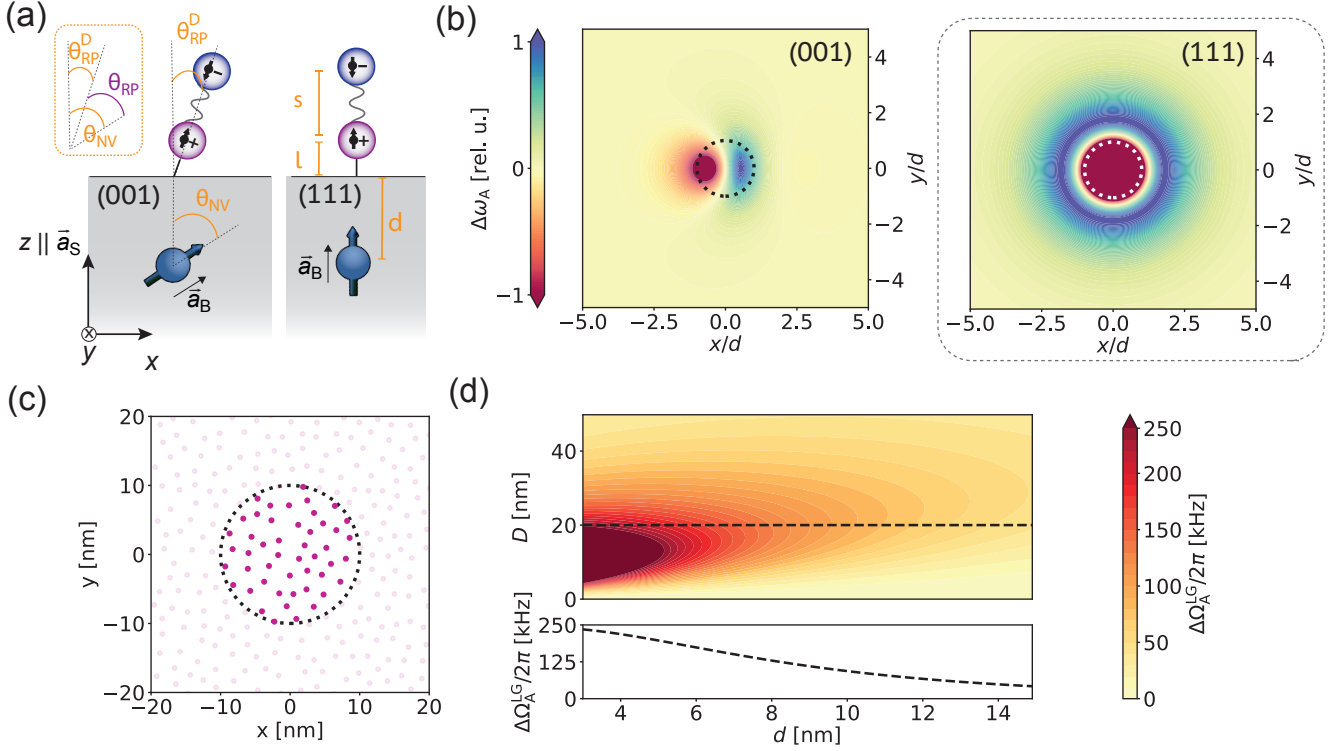 (a)
θ_RP^D
θ_RP
θ_NV
θ_RP^D
−
+
(001)
θ_NV
z || a⃗_S
a⃗_B
y
x
−
s
+
l
(111)
d
a⃗_B
(b)
Δω_A [rel. u.]
1
0
−1
(001)
y/d
4
2
0
−2
−4
−5.0 −2.5 0.0 2.5 5.0
x/d
(111)
y/d
4
2
0
−2
−4
−5.0 −2.5 0.0 2.5 5.0
x/d
(c)
y [nm]
20
10
0
−10
−20
−20 −10 0 10 20
x [nm]
(d)
D [nm]
40
20
0
ΔΩ_A^LG/2π [kHz]
250
125
0
4 6 8 10 12 14
d [nm]
250
200
150
100
50
0
ΔΩ_A^LG/2π [kHz]